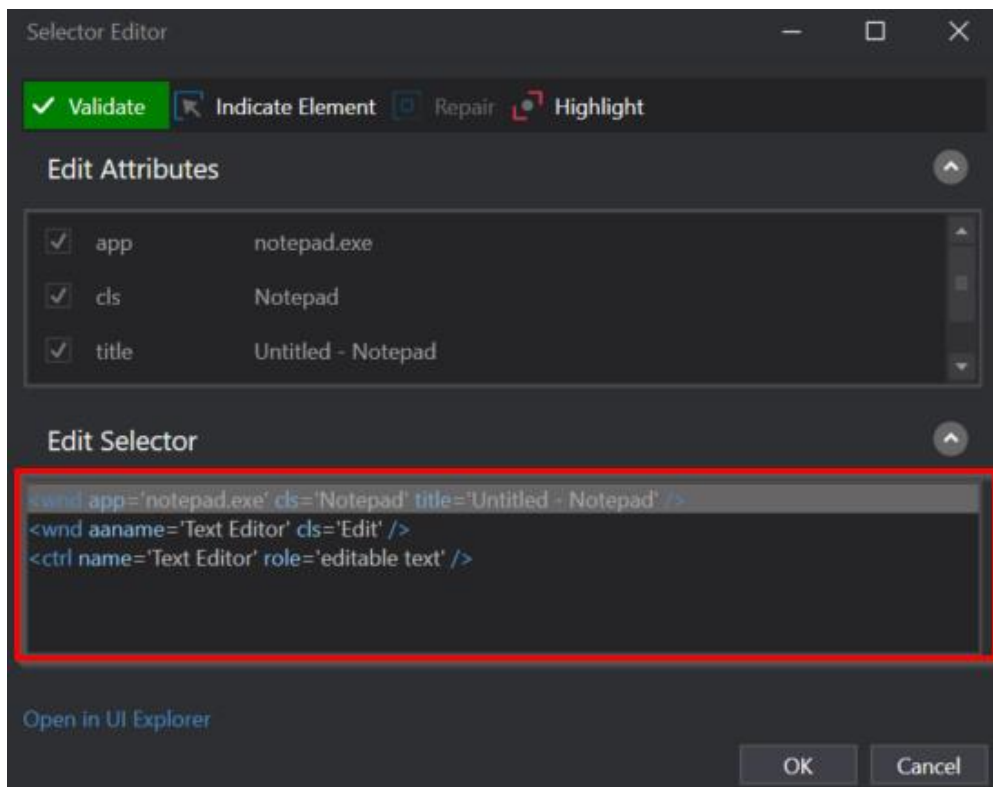 Selector Editor
Validate Indicate Element Repair Highlight
Edit Attributes
app notepad.exe
cls Notepad
title Untitled - Notepad
Edit Selector
<wnd app='notepad.exe' cls='Notepad' title='Untitled - Notepad' />
<wnd aaname='Text Editor' cls='Edit' />
<ctrl name='Text Editor' role='editable text' />
Open in UI Explorer
OK Cancel